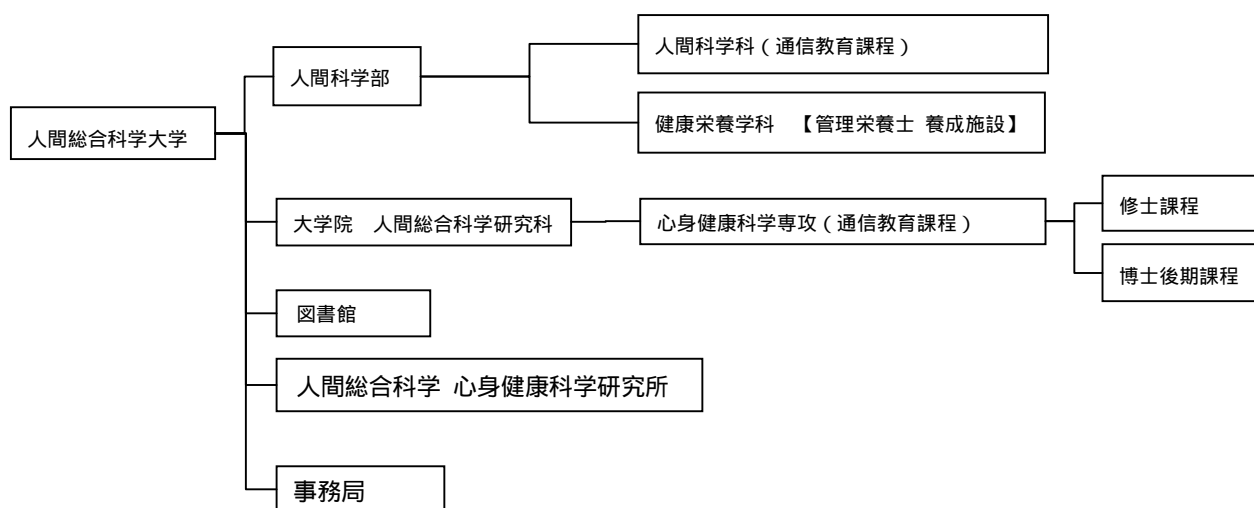 人間総合科学大学
人間科学部
人間科学科（通信教育課程）
健康栄養学科　【管理栄養士 養成施設】
大学院　人間総合科学研究科
心身健康科学専攻（通信教育課程）
修士課程
博士後期課程
図書館
人間総合科学 心身健康科学研究所
事務局